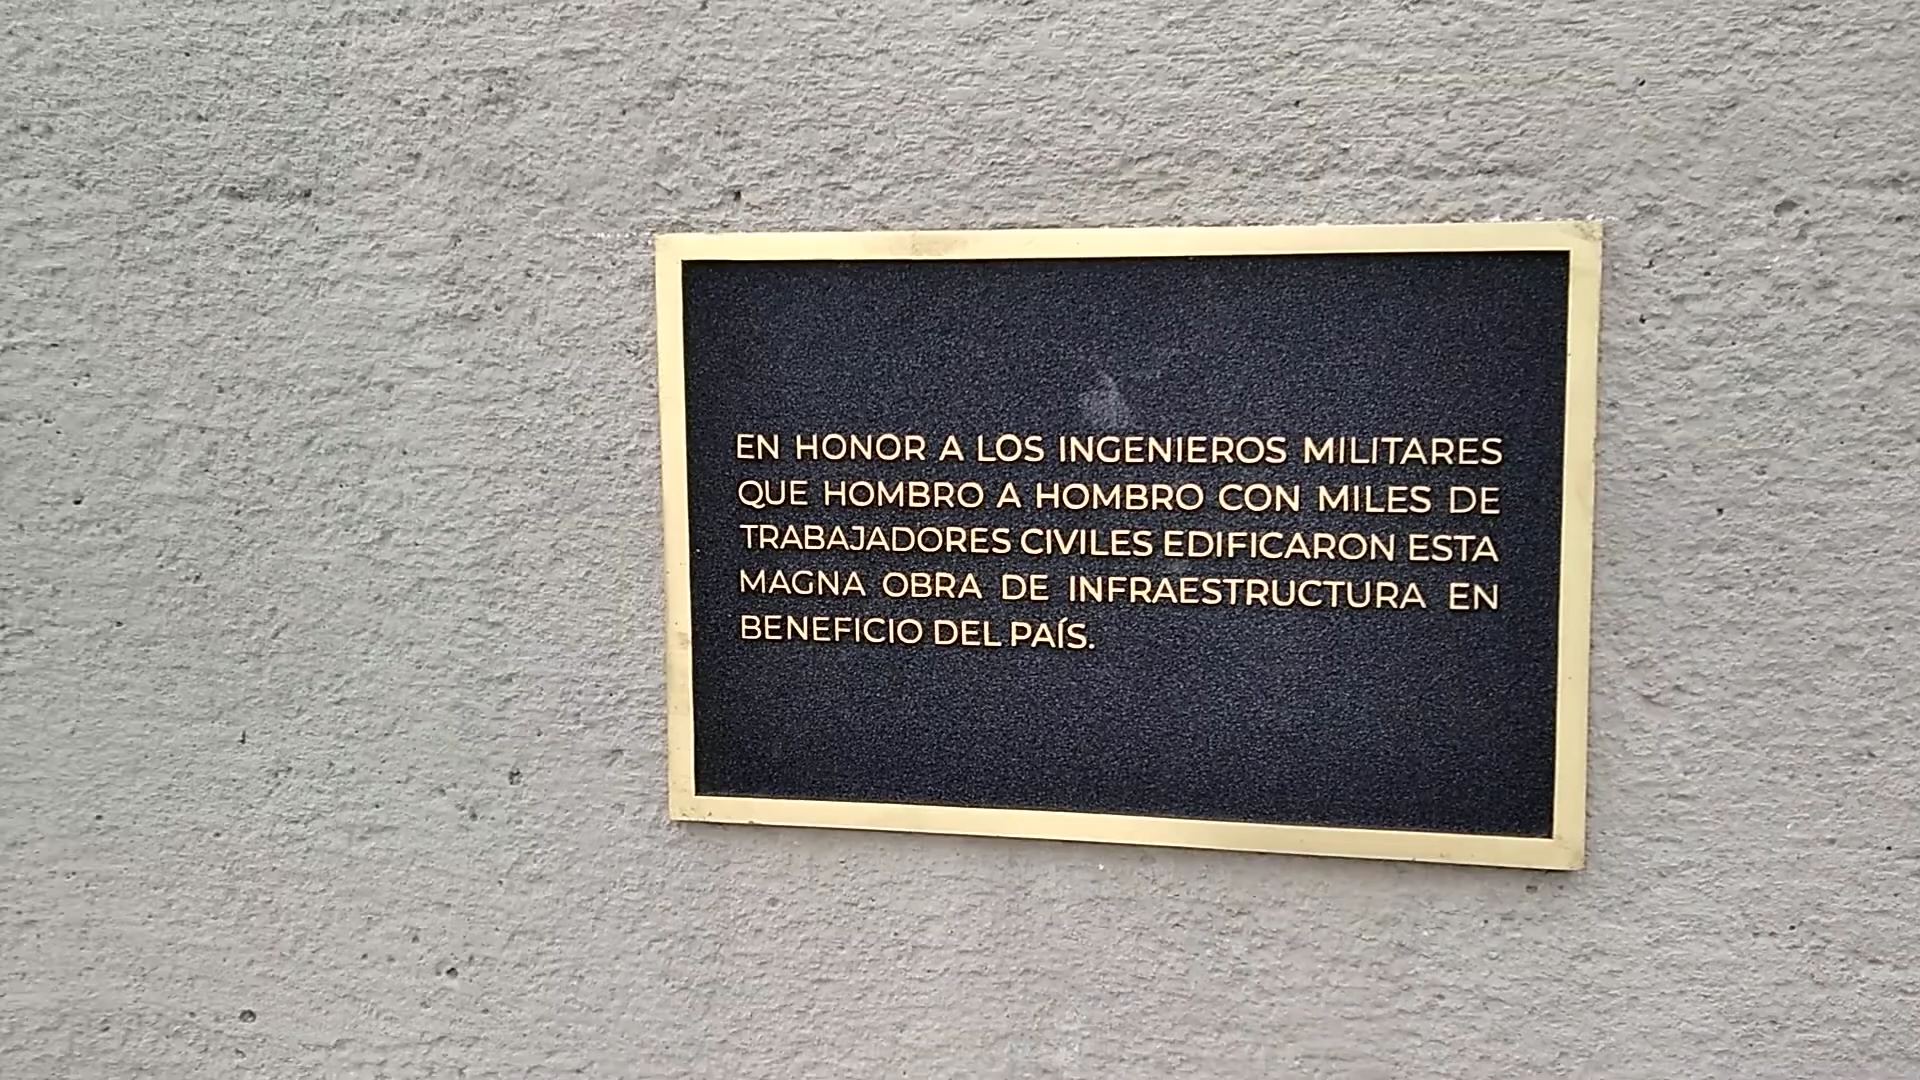 EN HONOR A LOS INGENIEROS MILITARES
QUE HOMBRO A HOMBRO CON MILES DE
TRABAJADORES CIVILES EDIFICARON ESTA
MAGNA OBRA DE INFRAESTRUCTURA EN
BENEFICIO DEL PAÍS.